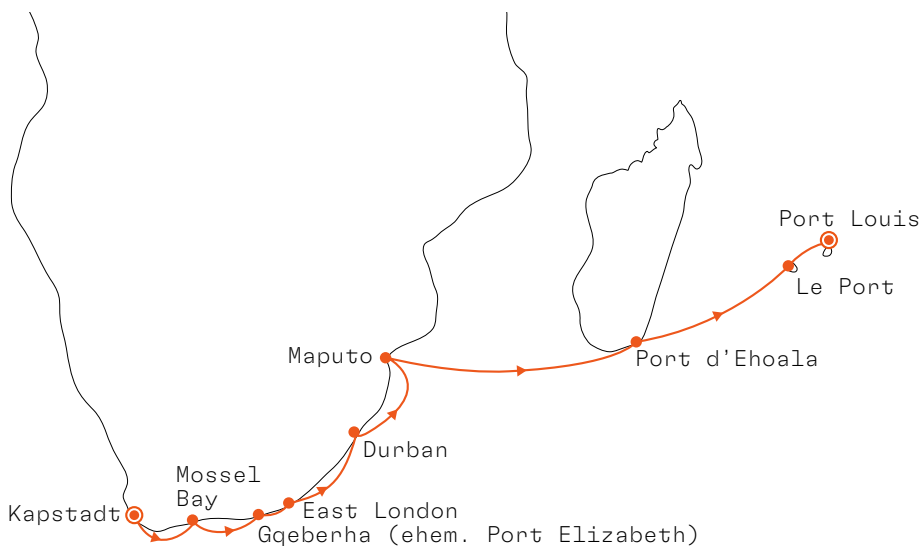 Port Louis
Le Port
Maputo
Port d'Ehoala
Durban
Mossel
Bay
Kapstadt
East London
Gqeberha (ehem. Port Elizabeth)